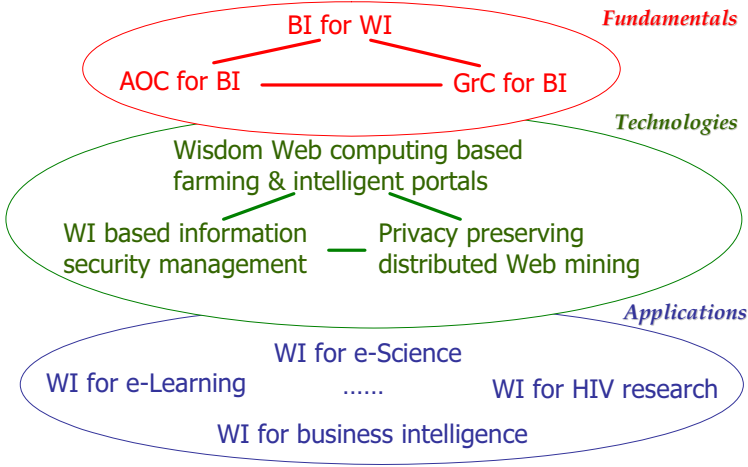 Fundamentals
BI for WI
AOC for BI
GrC for BI
Technologies
Wisdom Web computing based
farming & intelligent portals
WI based information
security management
Privacy preserving
distributed Web mining
Applications
WI for e-Science
WI for e-Learning
......
WI for HIV research
WI for business intelligence